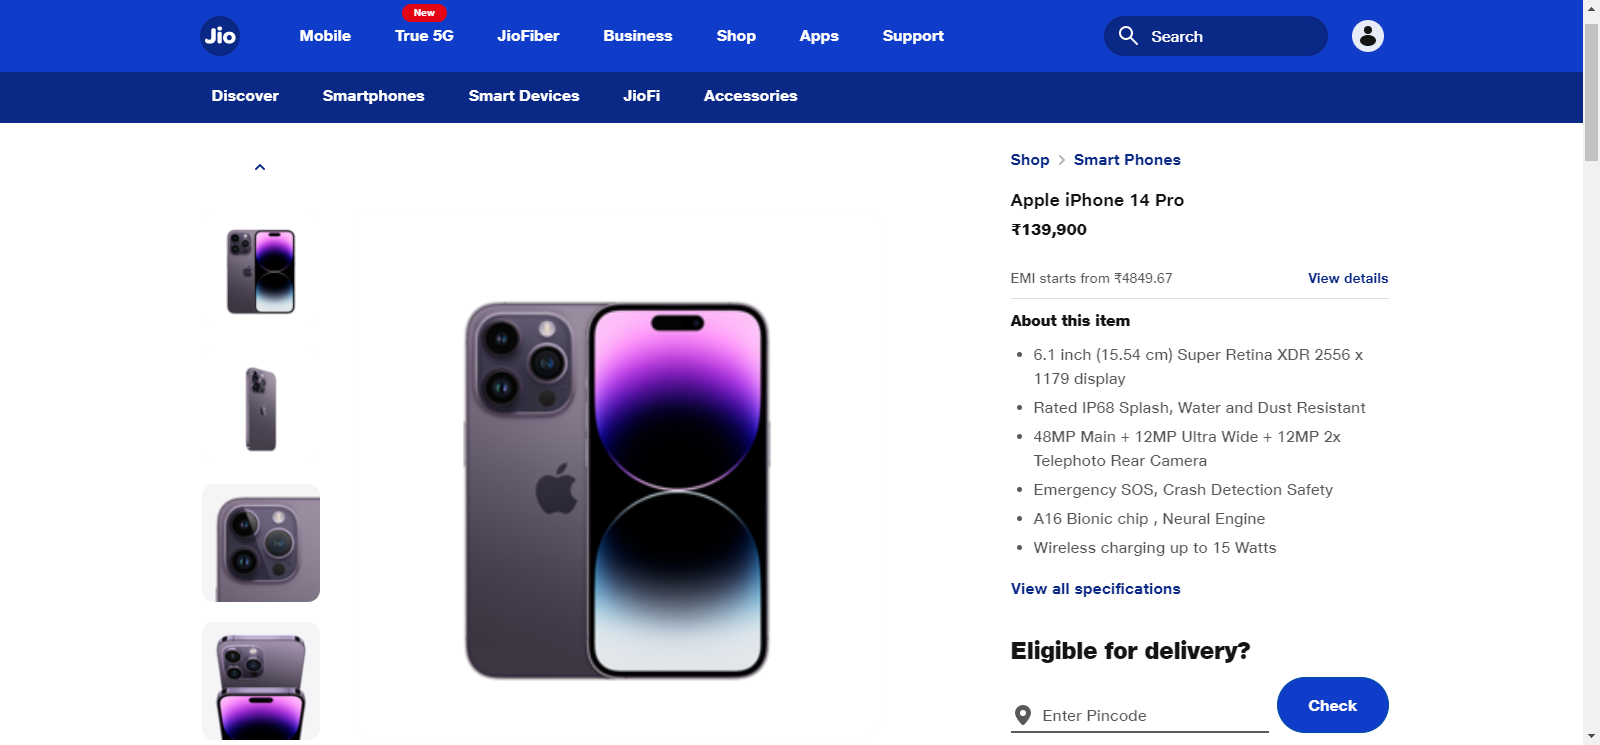 New
Jio
Mobile
True 5G
JioFiber
Business
Shop
Apps
Support
Search
Discover
Smartphones
Smart Devices
JioFi
Accessories
Shop > Smart Phones
Apple iPhone 14 Pro
₹139,900
EMI starts from ₹4849.67
View details
About this item
• 6.1 inch (15.54 cm) Super Retina XDR 2556 x
1179 display
• Rated IP68 Splash, Water and Dust Resistant
• 48MP Main + 12MP Ultra Wide + 12MP 2x
Telephoto Rear Camera
• Emergency SOS, Crash Detection Safety
• A16 Bionic chip , Neural Engine
• Wireless charging up to 15 Watts
View all specifications
Eligible for delivery?
Enter Pincode
Check